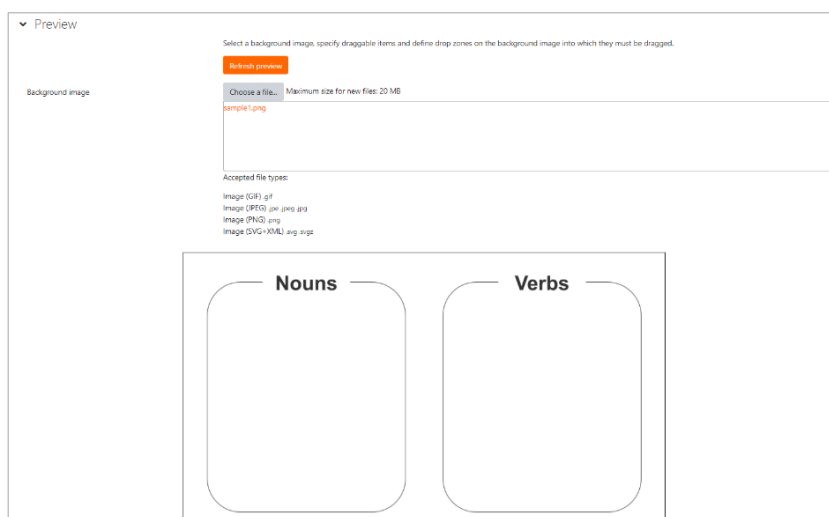 Preview
Select a background image, specify draggable items and define drop zones on the background image into which they must be dragged.
Refresh preview
Background image
Choose a file... Maximum size for new files: 20 MB
sample1.png
Accepted file types:
Image (GIF) .gif
Image (JPEG) .jpe .jpeg .jpg
Image (PNG) .png
Image (SVG+XML) .svg .svgz
Nouns Verbs